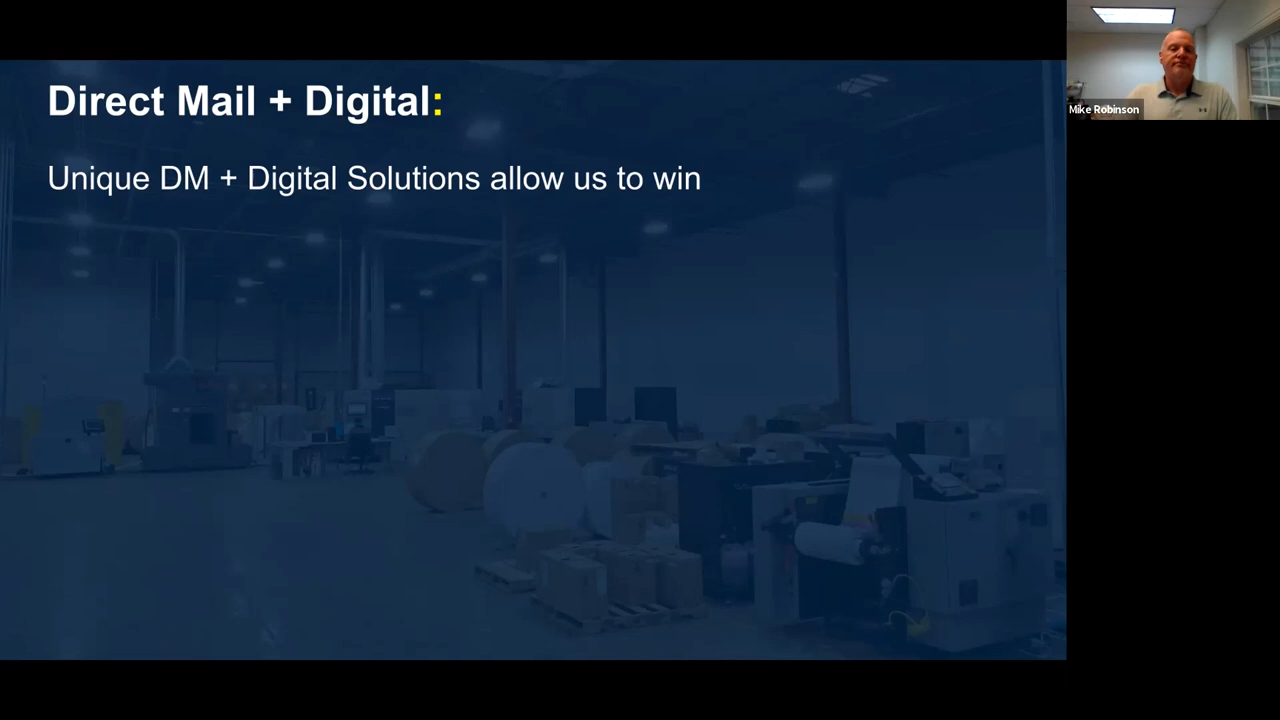 Direct Mail + Digital:
Unique DM + Digital Solutions allow us to win
Mike Robinson